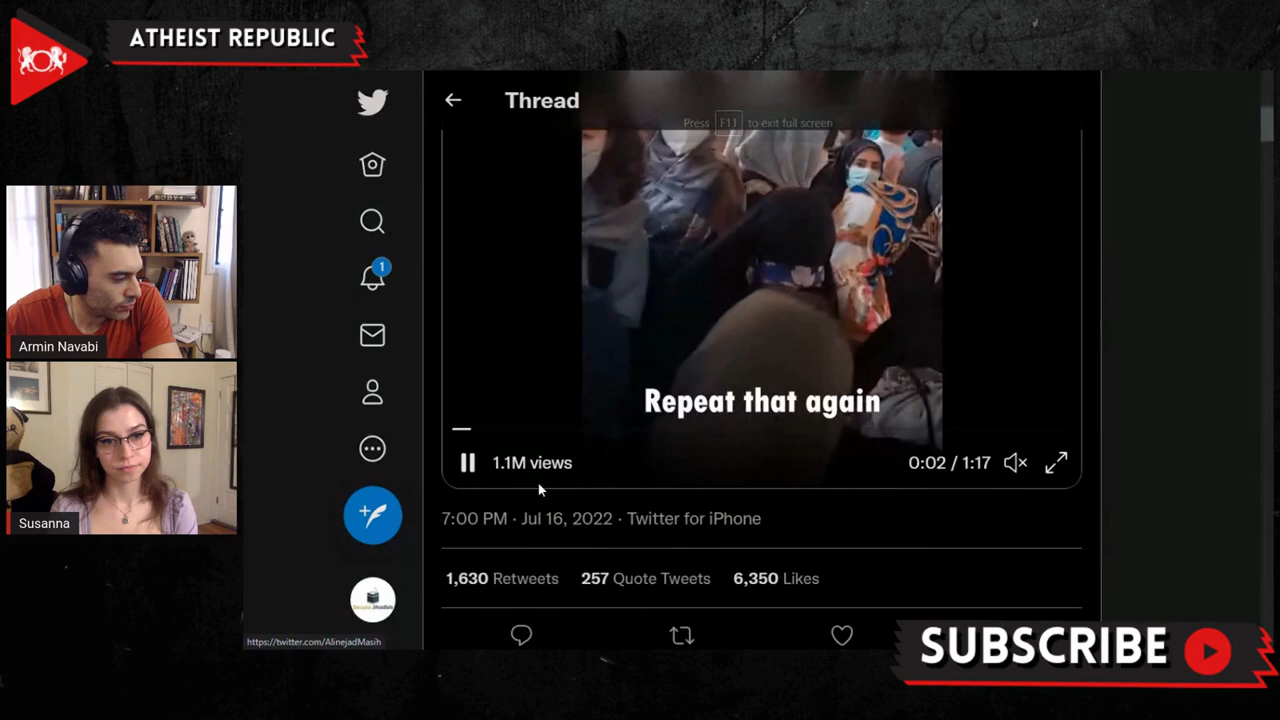 ATHEIST REPUBLIC
Thread
Press F11 to exit full screen
1
Repeat that again
1.1M views
0:02 / 1:17
7:00 PM · Jul 16, 2022 · Twitter for iPhone
1,630 Retweets 257 Quote Tweets 6,350 Likes
Armin Navabi
Susanna
https://twitter.com/AlinejadMasih
SUBSCRIBE